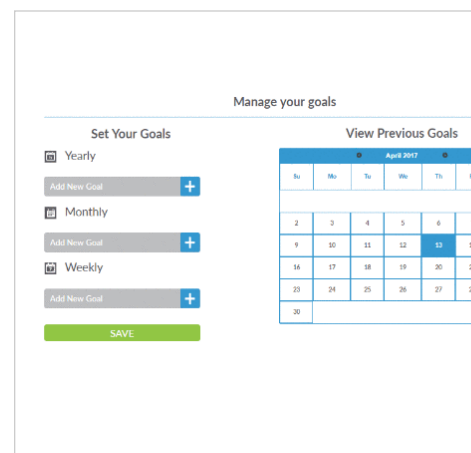 Manage your goals
Set Your Goals
Yearly
Add New Goal
Monthly
Add New Goal
Weekly
Add New Goal
SAVE
View Previous Goals
April 2017
Su Mo Tu We Th
2 3 4 5 6
9 10 11 12 13
16 17 18 19 20
23 24 25 26 27
30